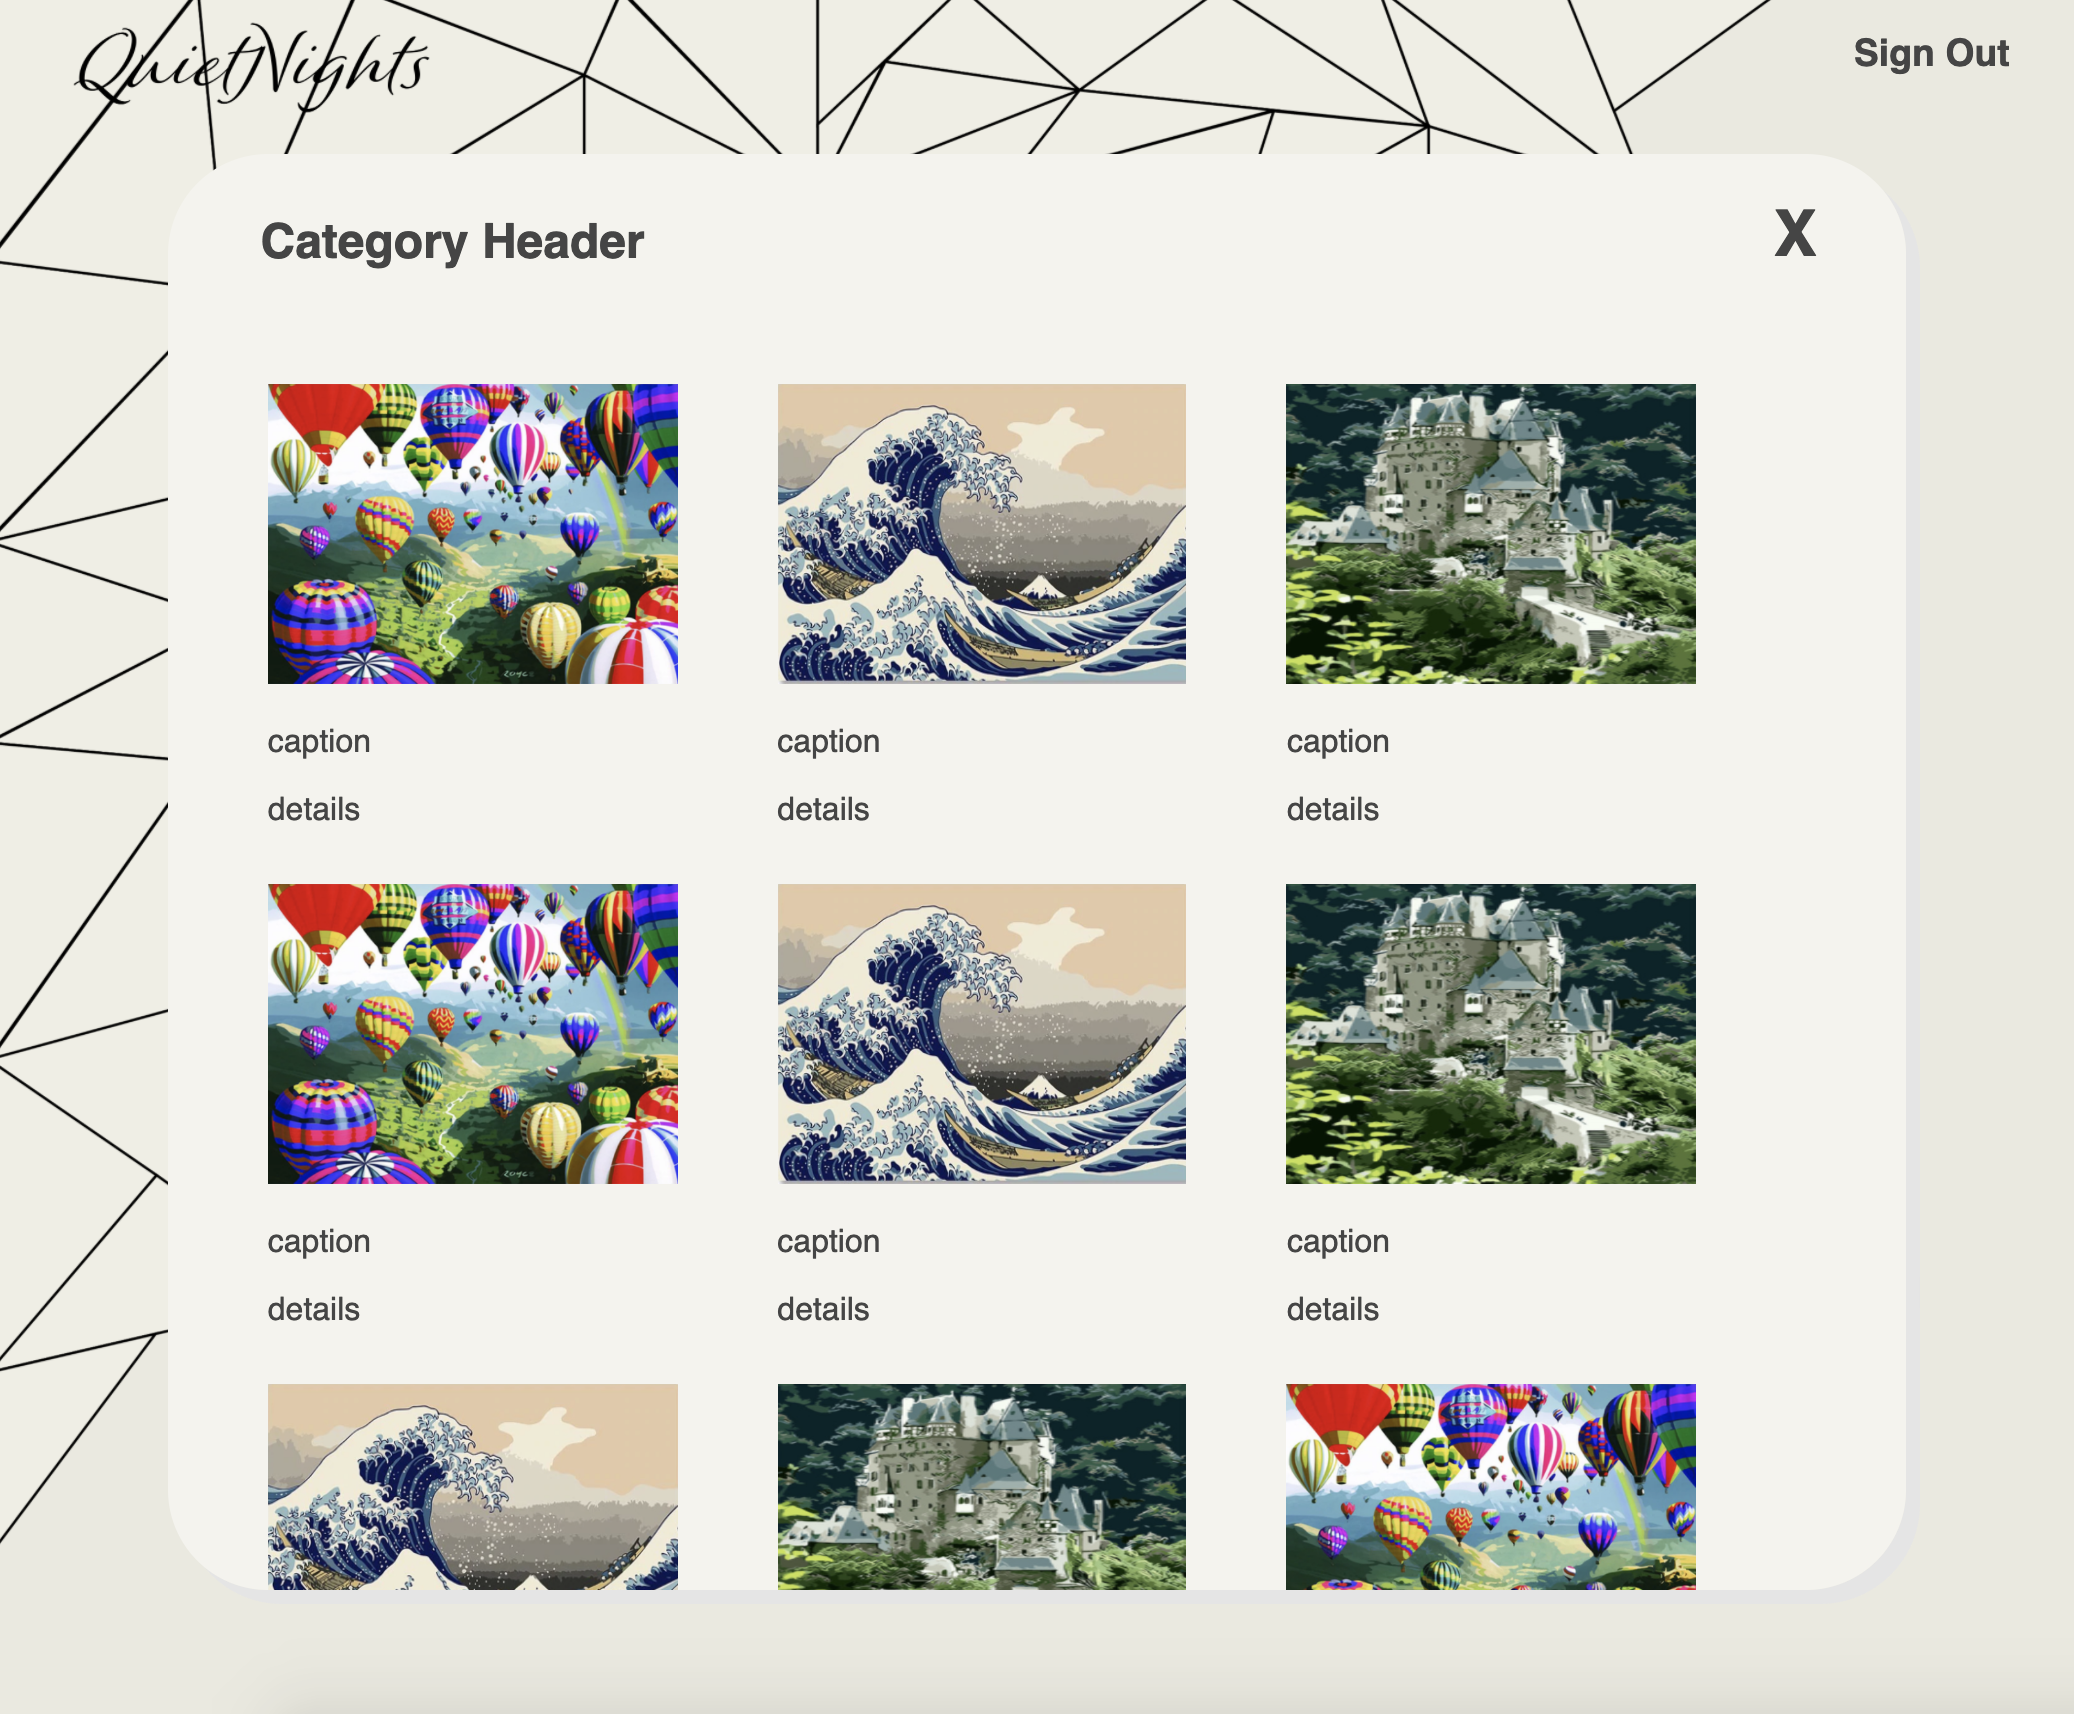 QuietNights
Sign Out
Category Header
X
caption
caption
caption
details
details
details
caption
caption
caption
details
details
details